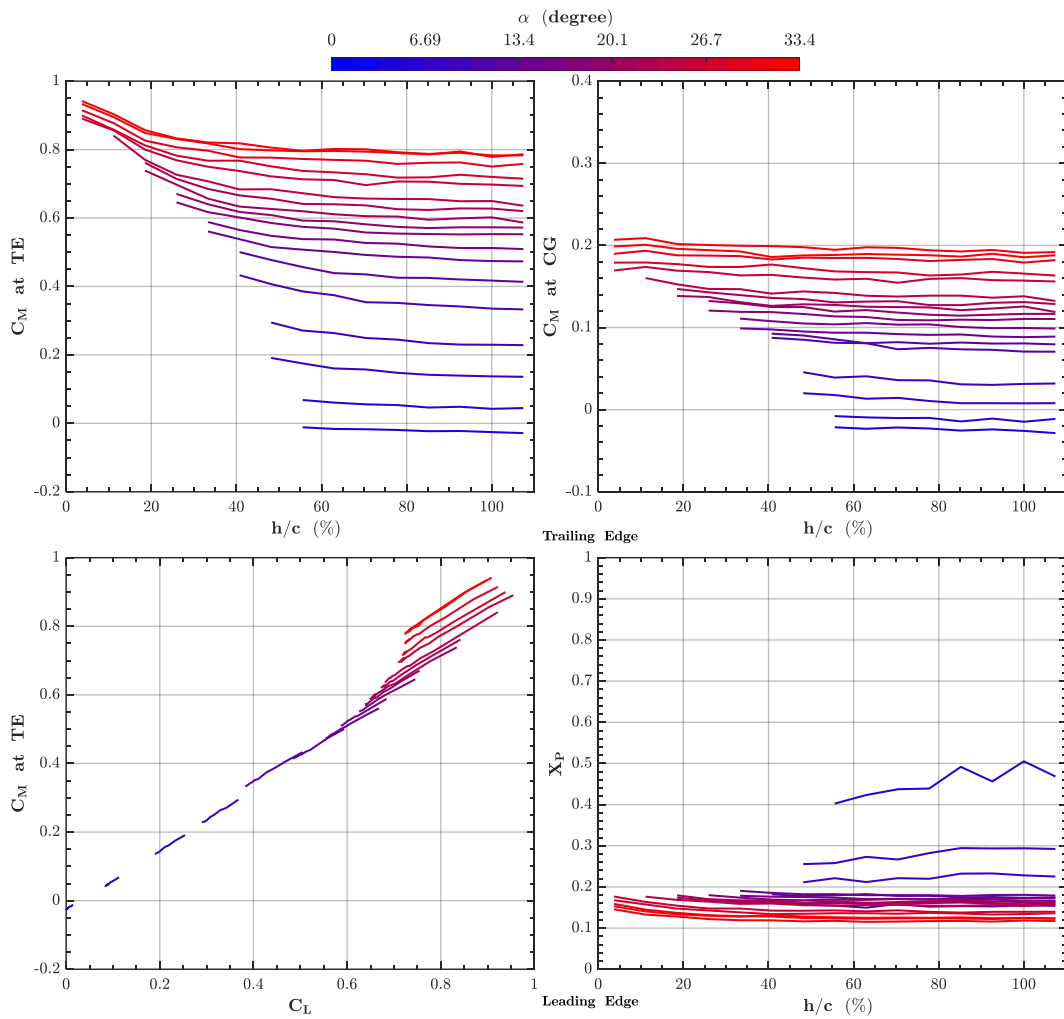 α (degree)
0 6.69 13.4 20.1 26.7 33.4
1
0.8
0.6
0.4
0.2
0
-0.2
C_M at TE
0 20 40 60 80 100
h/c (%)
0.4
0.3
0.2
0.1
0
-0.1
C_M at CG
0 20 40 60 80 100
h/c (%)
Trailing Edge
1
0.8
0.6
0.4
0.2
0
-0.2
C_M at TE
0 0.2 0.4 0.6 0.8 1
C_L
1
0.9
0.8
0.7
0.6
0.5
0.4
0.3
0.2
0.1
0
X_P
0 20 40 60 80 100
Leading Edge
h/c (%)